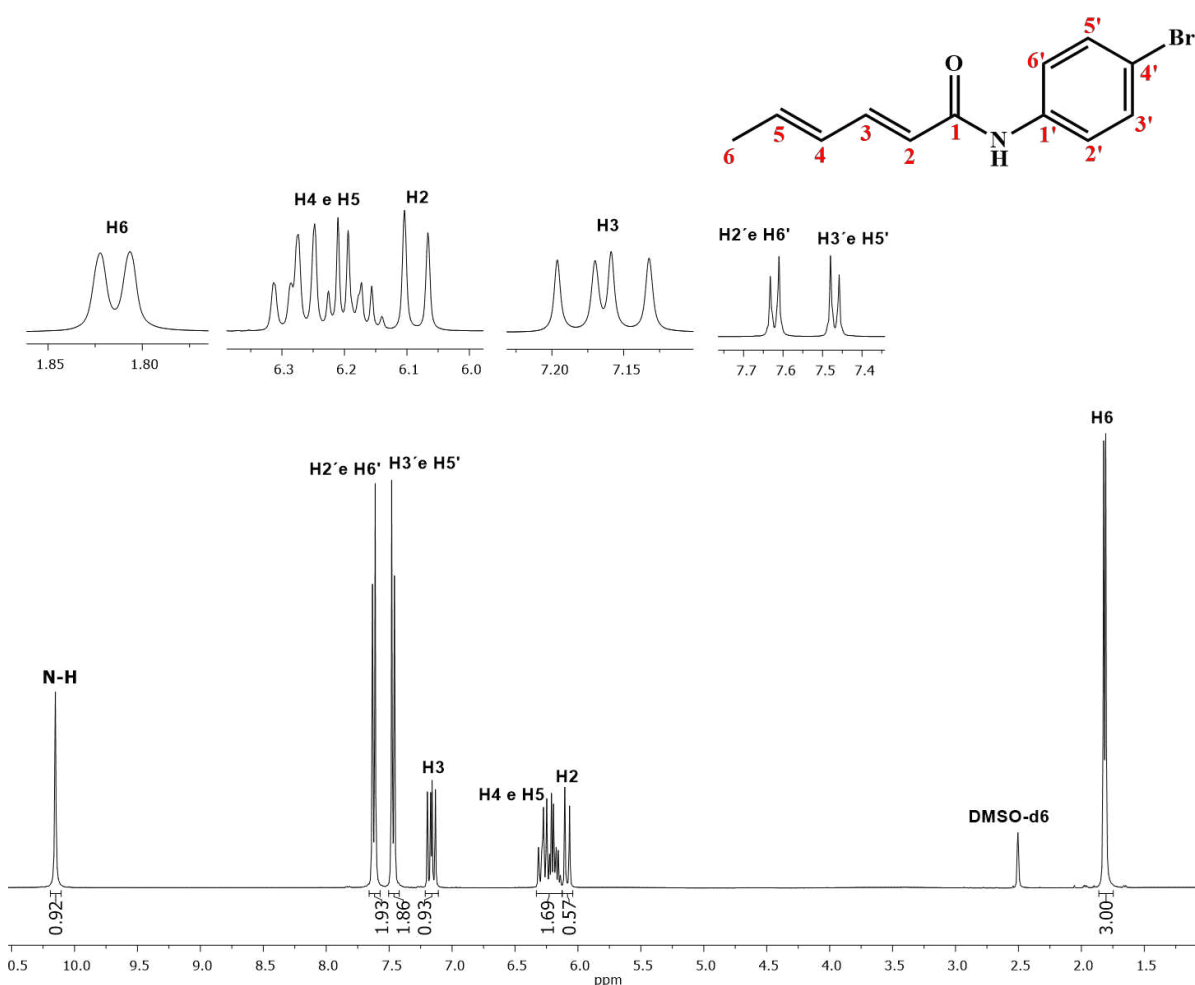 Br
5'
6'
4'
O
5
3
1
3'
6
4
2
N
H
1'
2'
H6
H4 e H5
H2
H3
H2´e H6'
H3´e H5'
1.85 1.80
6.3 6.2 6.1 6.0
7.20 7.15
7.7 7.6 7.5 7.4
H6
H2´e H6'
H3´e H5'
N-H
H3
H4 e H5
H2
DMSO-d6
0.92
1.93
1.86
0.93
1.69
0.57
3.00
0.5 10.0 9.5 9.0 8.5 8.0 7.5 7.0 6.5 6.0 5.5 5.0 4.5 4.0 3.5 3.0 2.5 2.0 1.5
ppm